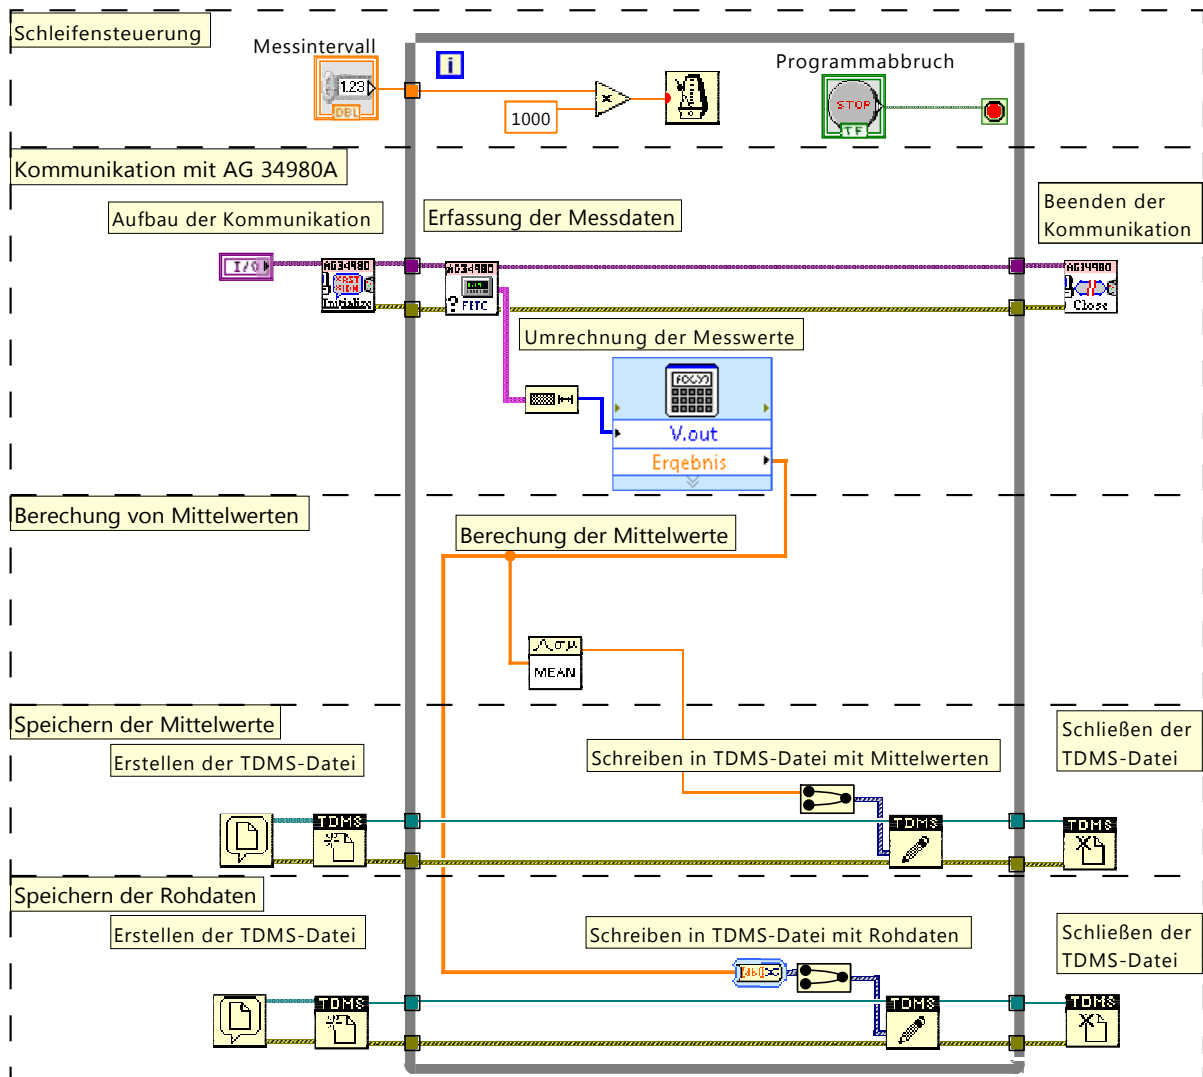 Schleifensteuerung
Messintervall
1.23
DBL
i
x
1000
Programmabbruch
STOP
TF
Kommunikation mit AG 34980A
Aufbau der Kommunikation
Erfassung der Messdaten
Beenden der
Kommunikation
I/O
AG34980
Initialize
AG34980
? FETC
AG34980
Close
Umrechnung der Messwerte
V.out
Ergebnis
Berechung von Mittelwerten
Berechung der Mittelwerte
σμ
MEAN
Speichern der Mittelwerte
Erstellen der TDMS-Datei
Schreiben in TDMS-Datei mit Mittelwerten
Schließen der
TDMS-Datei
TDMS
TDMS
TDMS
Speichern der Rohdaten
Erstellen der TDMS-Datei
Schreiben in TDMS-Datei mit Rohdaten
Schließen der
TDMS-Datei
TDMS
TDMS
TDMS